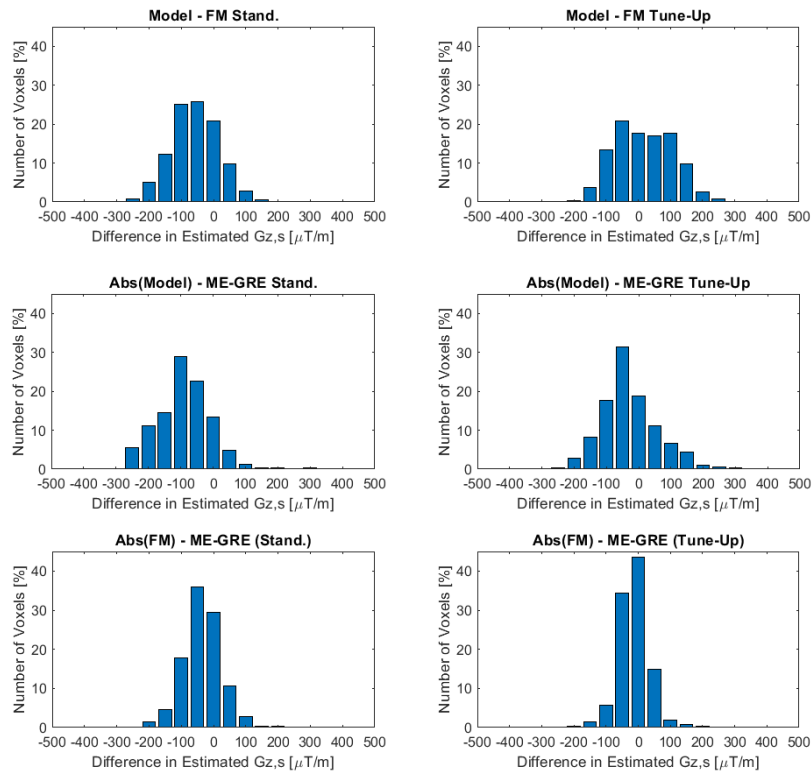 Model - FM Stand.
Number of Voxels [%]
40
30
20
10
0
-500 -400 -300 -200 -100 0 100 200 300 400 500
Difference in Estimated Gz,s [μT/m]
Model - FM Tune-Up
Number of Voxels [%]
40
30
20
10
0
-500 -400 -300 -200 -100 0 100 200 300 400 500
Difference in Estimated Gz,s [μT/m]
Abs(Model) - ME-GRE Stand.
Number of Voxels [%]
40
30
20
10
0
-500 -400 -300 -200 -100 0 100 200 300 400 500
Difference in Estimated Gz,s [μT/m]
Abs(Model) - ME-GRE Tune-Up
Number of Voxels [%]
40
30
20
10
0
-500 -400 -300 -200 -100 0 100 200 300 400 500
Difference in Estimated Gz,s [μT/m]
Abs(FM) - ME-GRE (Stand.)
Number of Voxels [%]
40
30
20
10
0
-500 -400 -300 -200 -100 0 100 200 300 400 500
Difference in Estimated Gz,s [μT/m]
Abs(FM) - ME-GRE (Tune-Up)
Number of Voxels [%]
40
30
20
10
0
-500 -400 -300 -200 -100 0 100 200 300 400 500
Difference in Estimated Gz,s [μT/m]